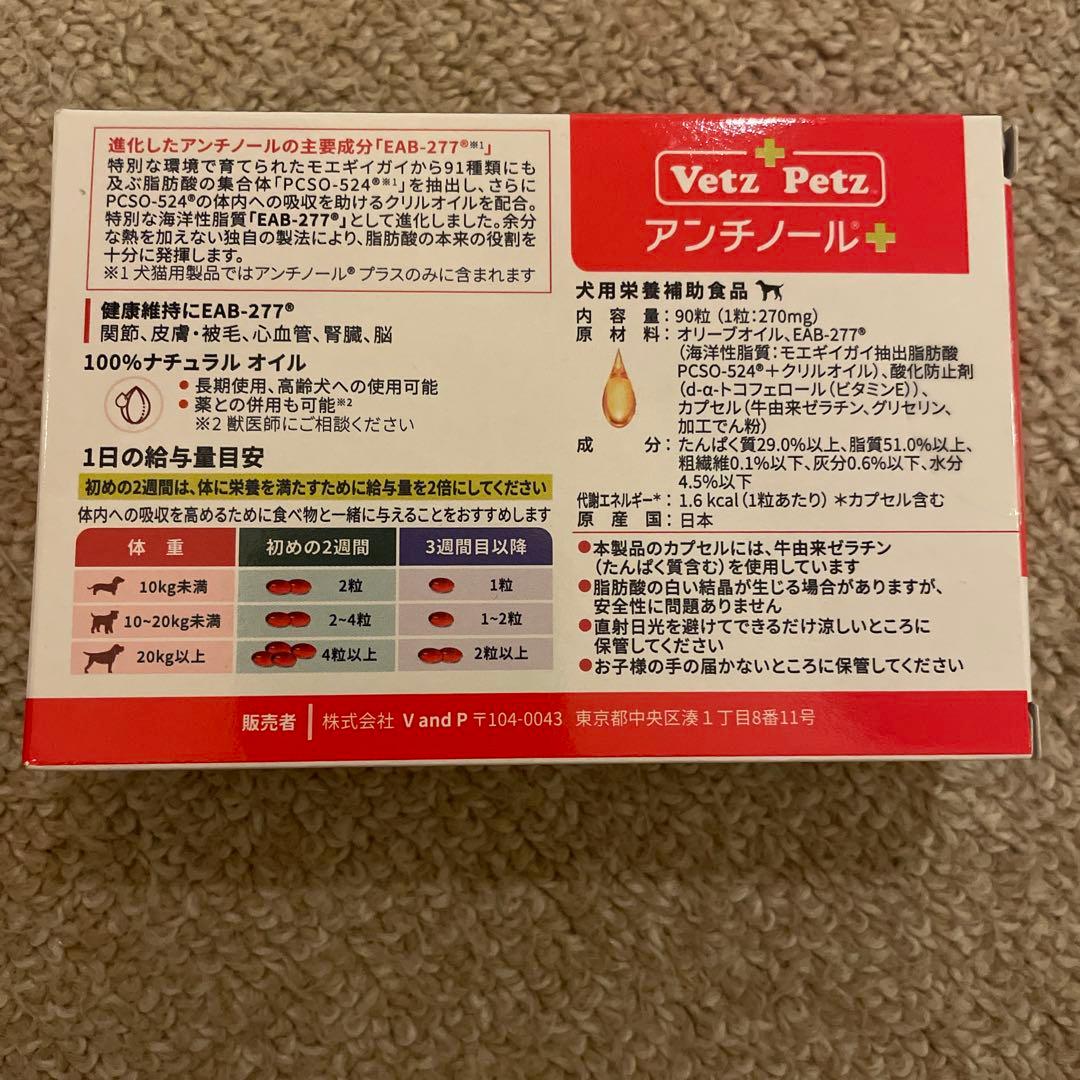 進化したアンチノールの主要成分「EAB-277®※1」
特別な環境で育てられたモエギイガイから91種類にも
及ぶ脂肪酸の集合体「PCSO-524®※1」を抽出し、さらに
PCSO-524®の体内への吸収を助けるクリルオイルを配合。
特別な海洋性脂質「EAB-277®」として進化しました。余分
な熱を加えない独自の製法により、脂肪酸の本来の役割を
十分に発揮します。
※1 犬猫用製品ではアンチノール®プラスのみに含まれます
健康維持にEAB-277®
関節、皮膚・被毛、心血管、腎臓、脳
100%ナチュラル オイル
● 長期使用、高齢犬への使用可能
● 薬との併用も可能※2
※2 獣医師にご相談ください
1日の給与量目安
初めの2週間は、体に栄養を満たすために給与量を2倍にしてください
体内への吸収を高めるために食べ物と一緒に与えることをおすすめします
体 重 初めの2週間 3週間目以降
10kg未満 2粒 1粒
10~20kg未満 2~4粒 1~2粒
20kg以上 4粒以上 2粒以上
Vetz Petz
アンチノール®
犬用栄養補助食品
内容量:90粒(1粒:270mg)
原材料:オリーブオイル、EAB-277®
(海洋性脂質:モエギイガイ抽出脂肪酸
PCSO-524®+クリルオイル)、酸化防止剤
(d-α-トコフェロール(ビタミンE))、
カプセル(牛由来ゼラチン、グリセリン、
加工でん粉)
成分:たんぱく質29.0%以上、脂質51.0%以上、
粗繊維0.1%以下、灰分0.6%以下、水分
4.5%以下
代謝エネルギー*:1.6 kcal(1粒あたり)*カプセル含む
原産国:日本
●本製品のカプセルには、牛由来ゼラチン
(たんぱく質含む)を使用しています
●脂肪酸の白い結晶が生じる場合がありますが、
安全性に問題ありません
●直射日光を避けてできるだけ涼しいところに
保管してください
●お子様の手の届かないところに保管してください
販売者 株式会社 V and P 〒104-0043 東京都中央区湊1丁目8番11号